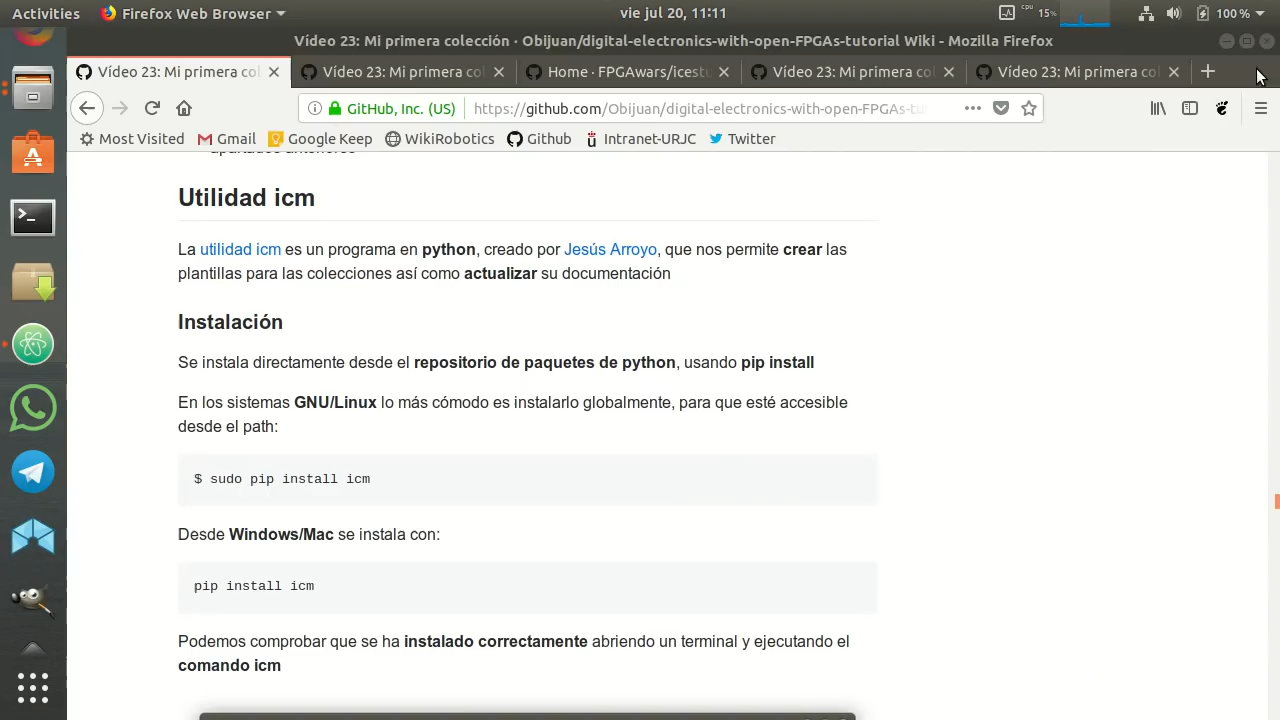 Activities
Firefox Web Browser
vie jul 20, 11:11
cpu
15%
100 %
Vídeo 23: Mi primera colección · Obijuan/digital-electronics-with-open-FPGAs-tutorial Wiki - Mozilla Firefox
Vídeo 23: Mi primera col
Vídeo 23: Mi primera co
Home · FPGAwars/icestu
Vídeo 23: Mi primera co
Vídeo 23: Mi primera co
GitHub, Inc. (US)
https://github.com/Obijuan/digital-electronics-with-open-FPGAs-tu
Most Visited
Gmail
Google Keep
WikiRobotics
Github
Intranet-URJC
Twitter
apartados anteriores
Utilidad icm
La utilidad icm es un programa en python, creado por Jesús Arroyo, que nos permite crear las
plantillas para las colecciones así como actualizar su documentación
Instalación
Se instala directamente desde el repositorio de paquetes de python, usando pip install
En los sistemas GNU/Linux lo más cómodo es instalarlo globalmente, para que esté accesible
desde el path:
$ sudo pip install icm
Desde Windows/Mac se instala con:
pip install icm
Podemos comprobar que se ha instalado correctamente abriendo un terminal y ejecutando el
comando icm